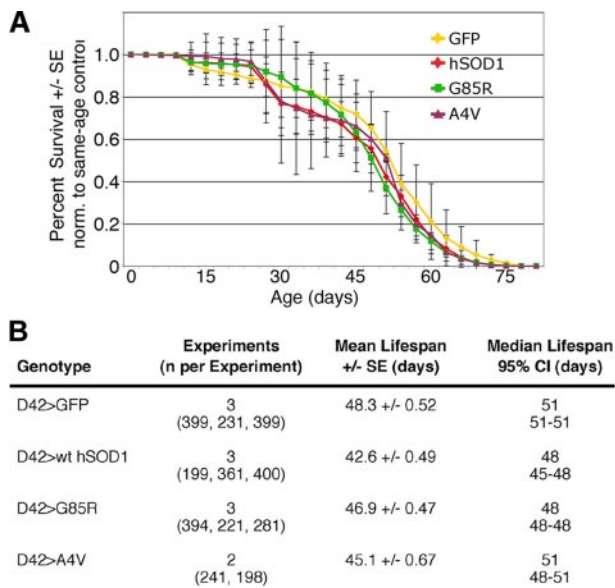 A
Percent Survival +/- SE
norm. to same-age control
1.0
0.8
0.6
0.4
0.2
0
0 15 30 45 60 75
Age (days)
GFP
hSOD1
G85R
A4V
B
Genotype
Experiments
(n per Experiment)
Mean Lifespan
+/- SE (days)
Median Lifespan
95% CI (days)
D42>GFP 3 48.3 +/- 0.52 51
(399, 231, 399) 51-51
D42>wt hSOD1 3 42.6 +/- 0.49 48
(199, 361, 400) 45-48
D42>G85R 3 46.9 +/- 0.47 48
(394, 221, 281) 48-48
D42>A4V 2 45.1 +/- 0.67 51
(241, 198) 48-51